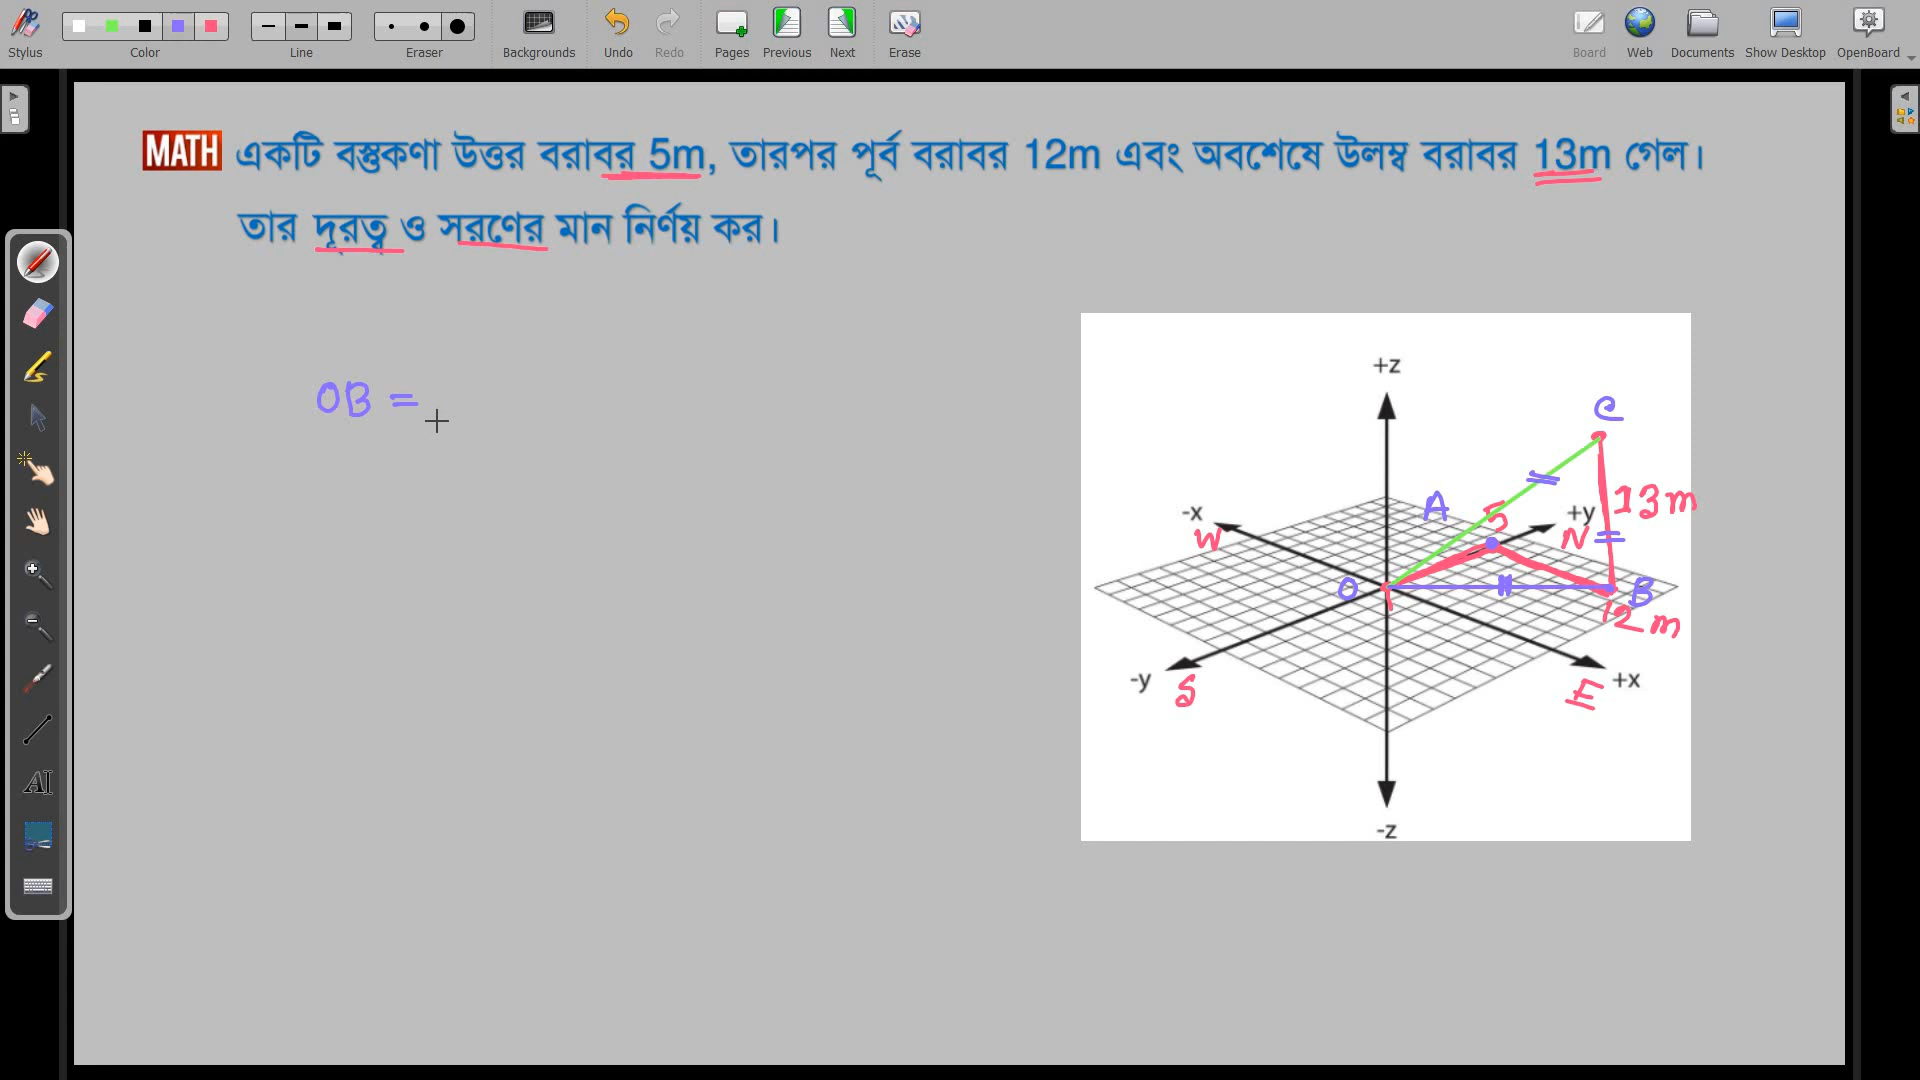 Stylus
Color
Line
Eraser
Backgrounds
Undo
Redo
Pages
Previous
Next
Erase
Board
Web
Documents
Show Desktop
OpenBoard
MATH একটি বস্তুকণা উত্তর বরাবর 5m, তারপর পূর্ব বরাবর 12m এবং অবশেষে উলম্ব বরাবর 13m গেল।
তার দূরত্ব ও সরণের মান নির্ণয় কর।
OB =
+z
C
13m
A
5
+y
N
-x
W
O
B
12m
-y
S
E
+x
-z
AI